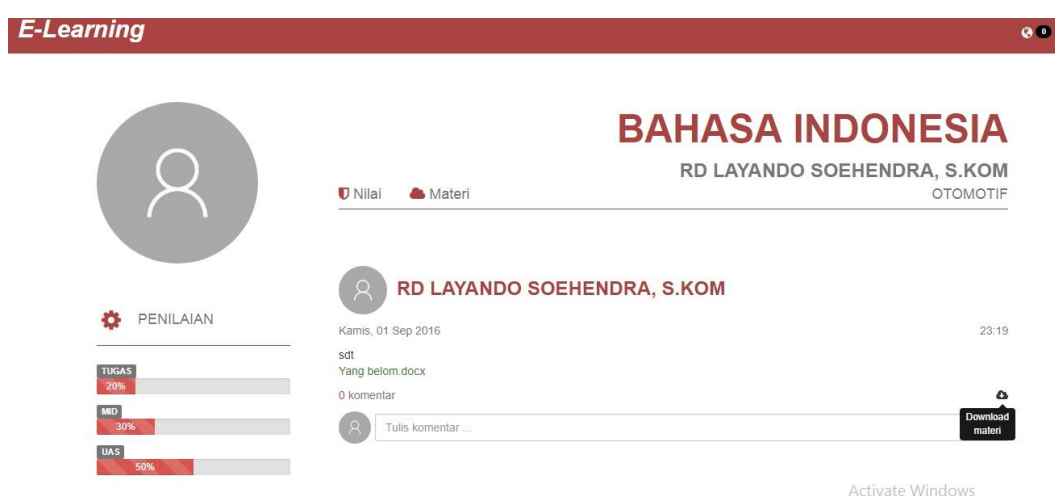 E-Learning
0
BAHASA INDONESIA
RD LAYANDO SOEHENDRA, S.KOM
Nilai Materi
OTOMOTIF
PENILAIAN
TUGAS
20%
MID
30%
UAS
50%
RD LAYANDO SOEHENDRA, S.KOM
Kamis, 01 Sep 2016 23:19
sdt
Yang belom.docx
0 komentar
Download
materi
Tulis komentar ...
Activate Windows